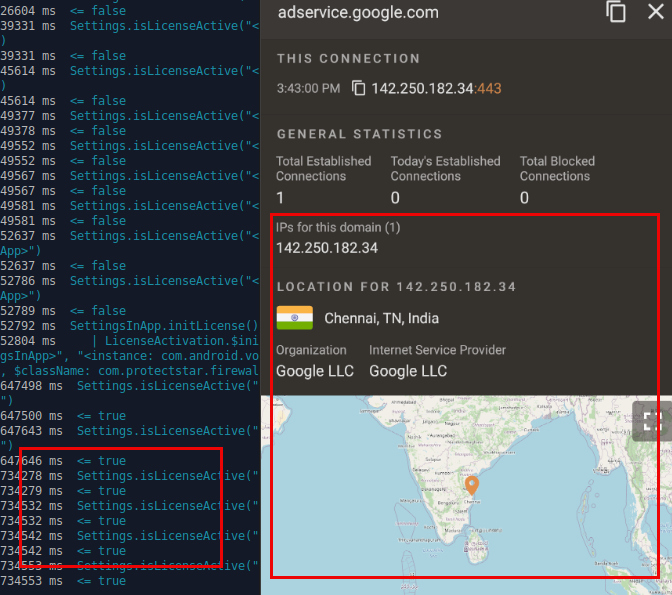 26604 ms  <= false
39331 ms  Settings.isLicenseActive("<
)
39331 ms  <= false
45614 ms  Settings.isLicenseActive("<
)
45614 ms  <= false
49377 ms  Settings.isLicenseActive("<
49378 ms  <= false
49552 ms  Settings.isLicenseActive("<
49552 ms  <= false
49567 ms  Settings.isLicenseActive("<
49567 ms  <= false
49581 ms  Settings.isLicenseActive("<
49581 ms  <= false
52637 ms  Settings.isLicenseActive("<
App>")
52637 ms  <= false
52786 ms  Settings.isLicenseActive("<
App>")
52789 ms  <= false
52792 ms  SettingsInApp.initLicense()
52804 ms     | LicenseActivation.$ini
gsInApp>", "<instance: com.android.vo
, $className: com.protectstar.firewal
647498 ms  Settings.isLicenseActive("
")
647500 ms  <= true
647643 ms  Settings.isLicenseActive("
")
647646 ms  <= true
734278 ms  Settings.isLicenseActive("
734279 ms  <= true
734532 ms  Settings.isLicenseActive("
734532 ms  <= true
734542 ms  Settings.isLicenseActive("
734542 ms  <= true
734553 ms  Settings.isLicenseActive("
734553 ms  <= true
adservice.google.com
THIS CONNECTION
3:43:00 PM 142.250.182.34:443
GENERAL STATISTICS
Total Established Connections
1
Today's Established Connections
0
Total Blocked Connections
0
IPs for this domain (1)
142.250.182.34
LOCATION FOR 142.250.182.34
Chennai, TN, India
Organization Internet Service Provider
Google LLC Google LLC